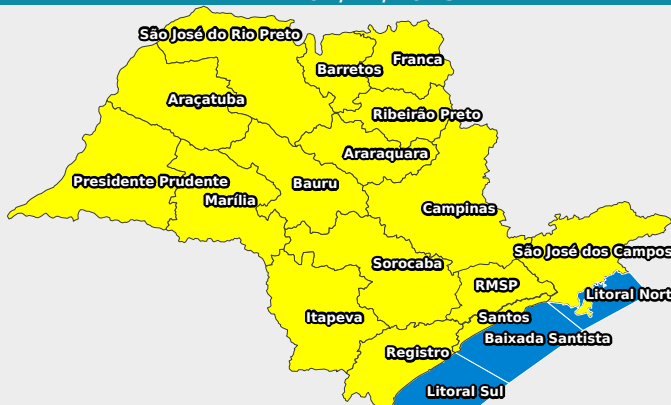 São José do Rio Preto
Franca
Barretos
Araçatuba
Ribeirão Preto
Araraquara
Presidente Prudente
Bauru
Marília
Campinas
São José dos Campos
Sorocaba
RMSP
Litoral Nort
Itapeva
Santos
Baixada Santista
Registro
Litoral Sul